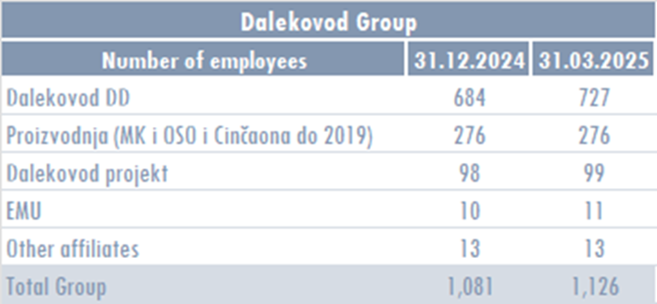 Dalekovod Group
Number of employees 31.12.2024 31.03.2025
Dalekovod DD 684 727
Proizvodnja (MK i OSO i Cinčaona do 2019) 276 276
Dalekovod projekt 98 99
EMU 10 11
Other affiliates 13 13
Total Group 1,081 1,126